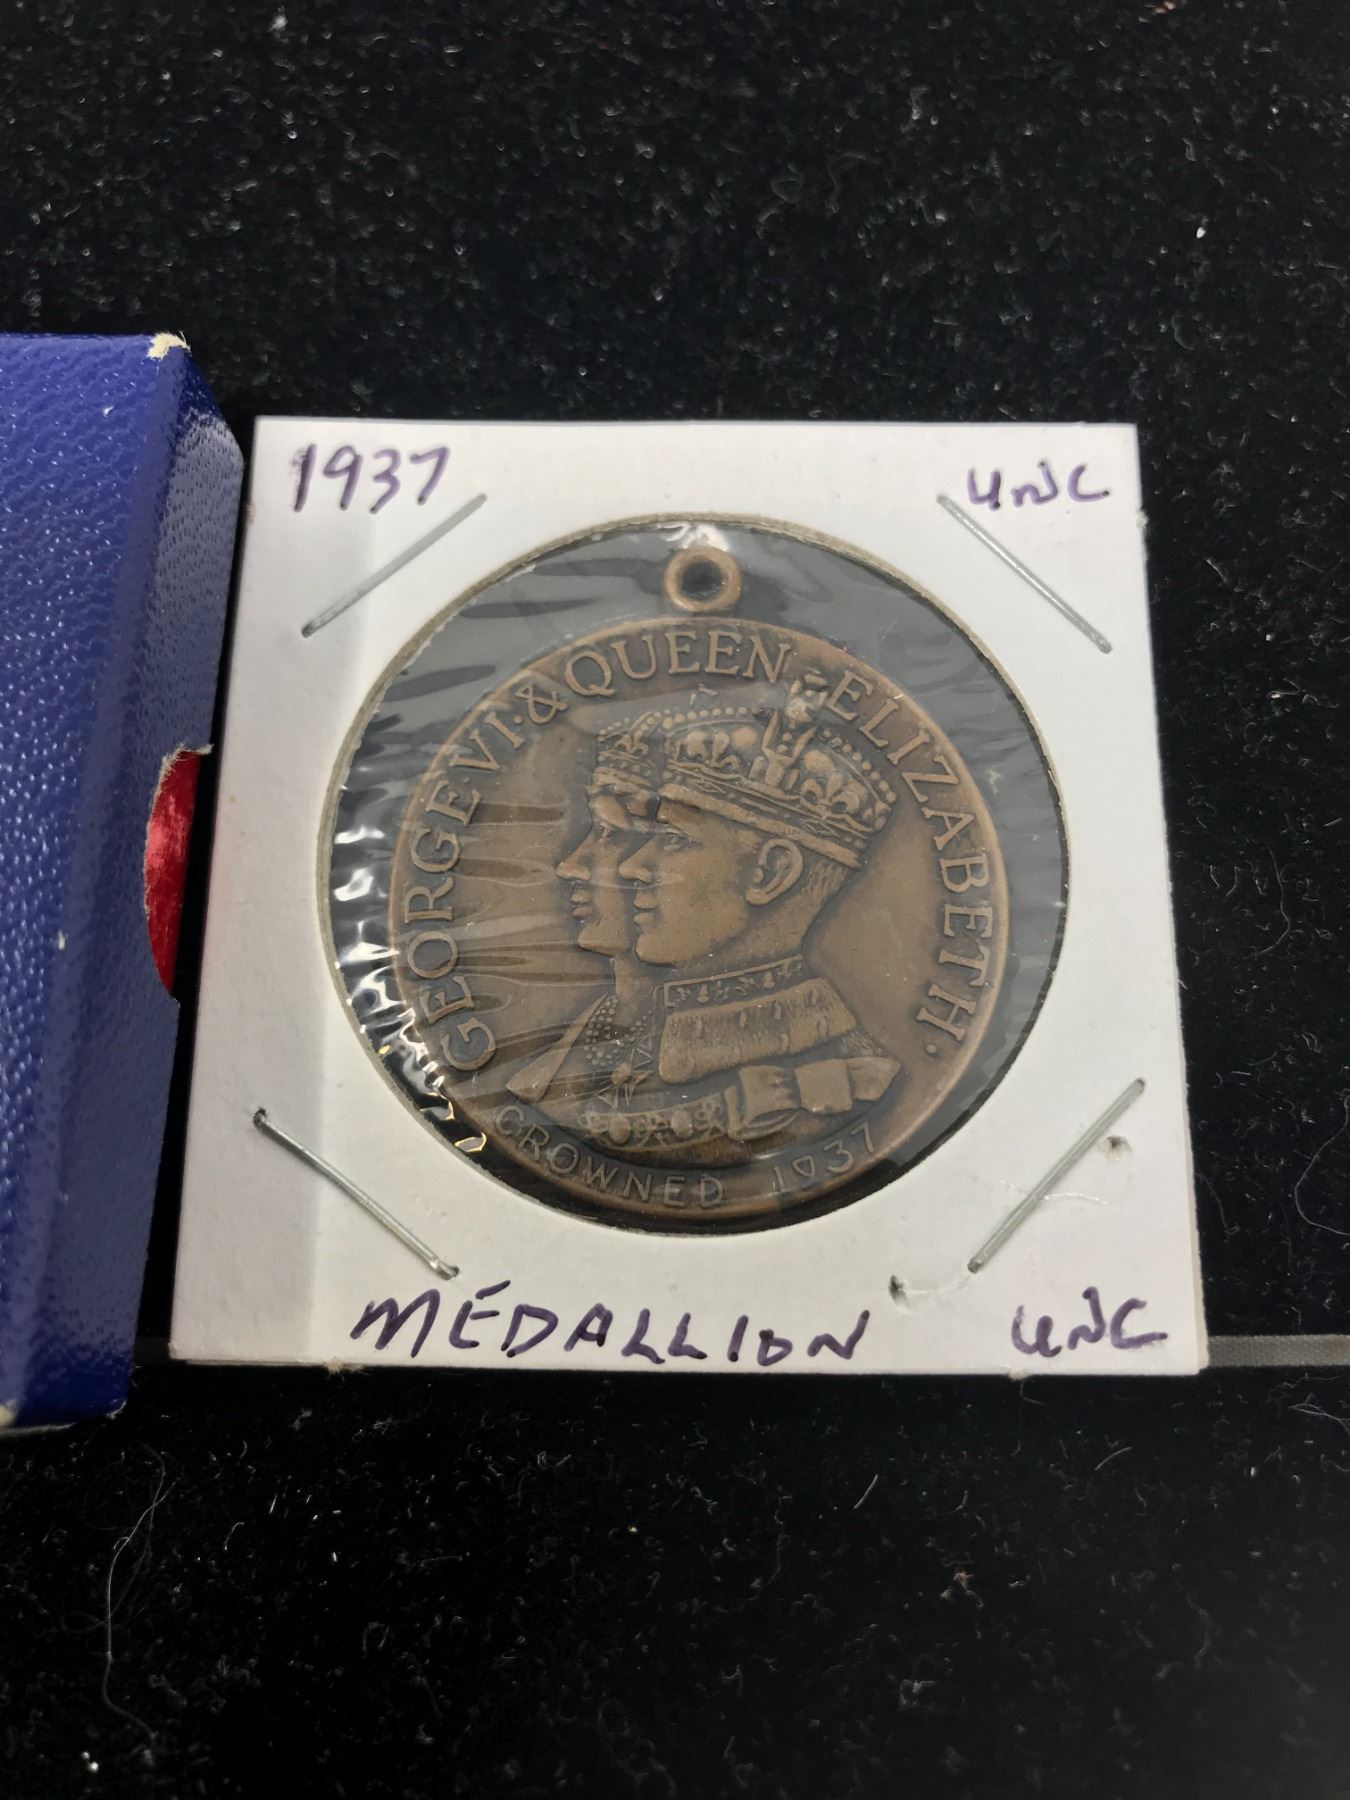 1937 UNC
GEORGE·VI·&QUEEN·ELIZABETH·
CROWNED 1937
MEDALLION UNC